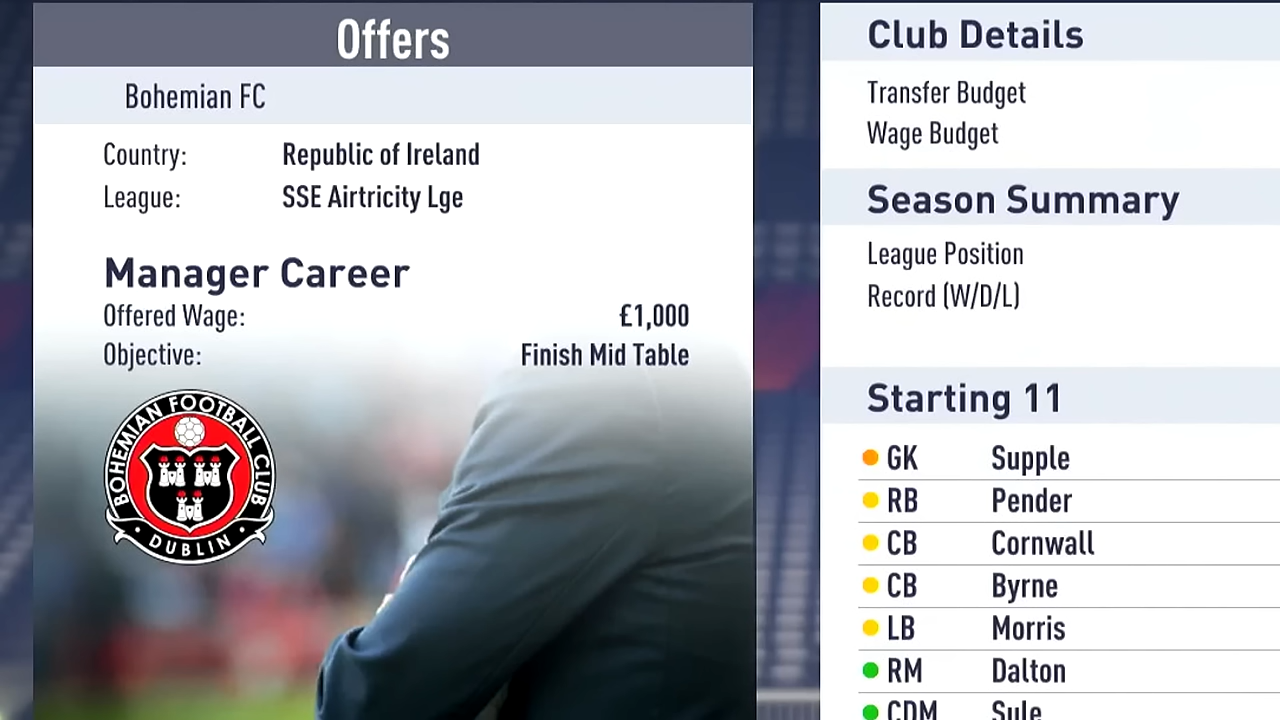 Offers
Bohemian FC
Country: Republic of Ireland
League: SSE Airtricity Lge
Manager Career
Offered Wage: £1,000
Objective: Finish Mid Table
BOHEMIAN FOOTBALL CLUB
DUBLIN
Club Details
Transfer Budget
Wage Budget
Season Summary
League Position
Record (W/D/L)
Starting 11
GK Supple
RB Pender
CB Cornwall
CB Byrne
LB Morris
RM Dalton
CDM Sule